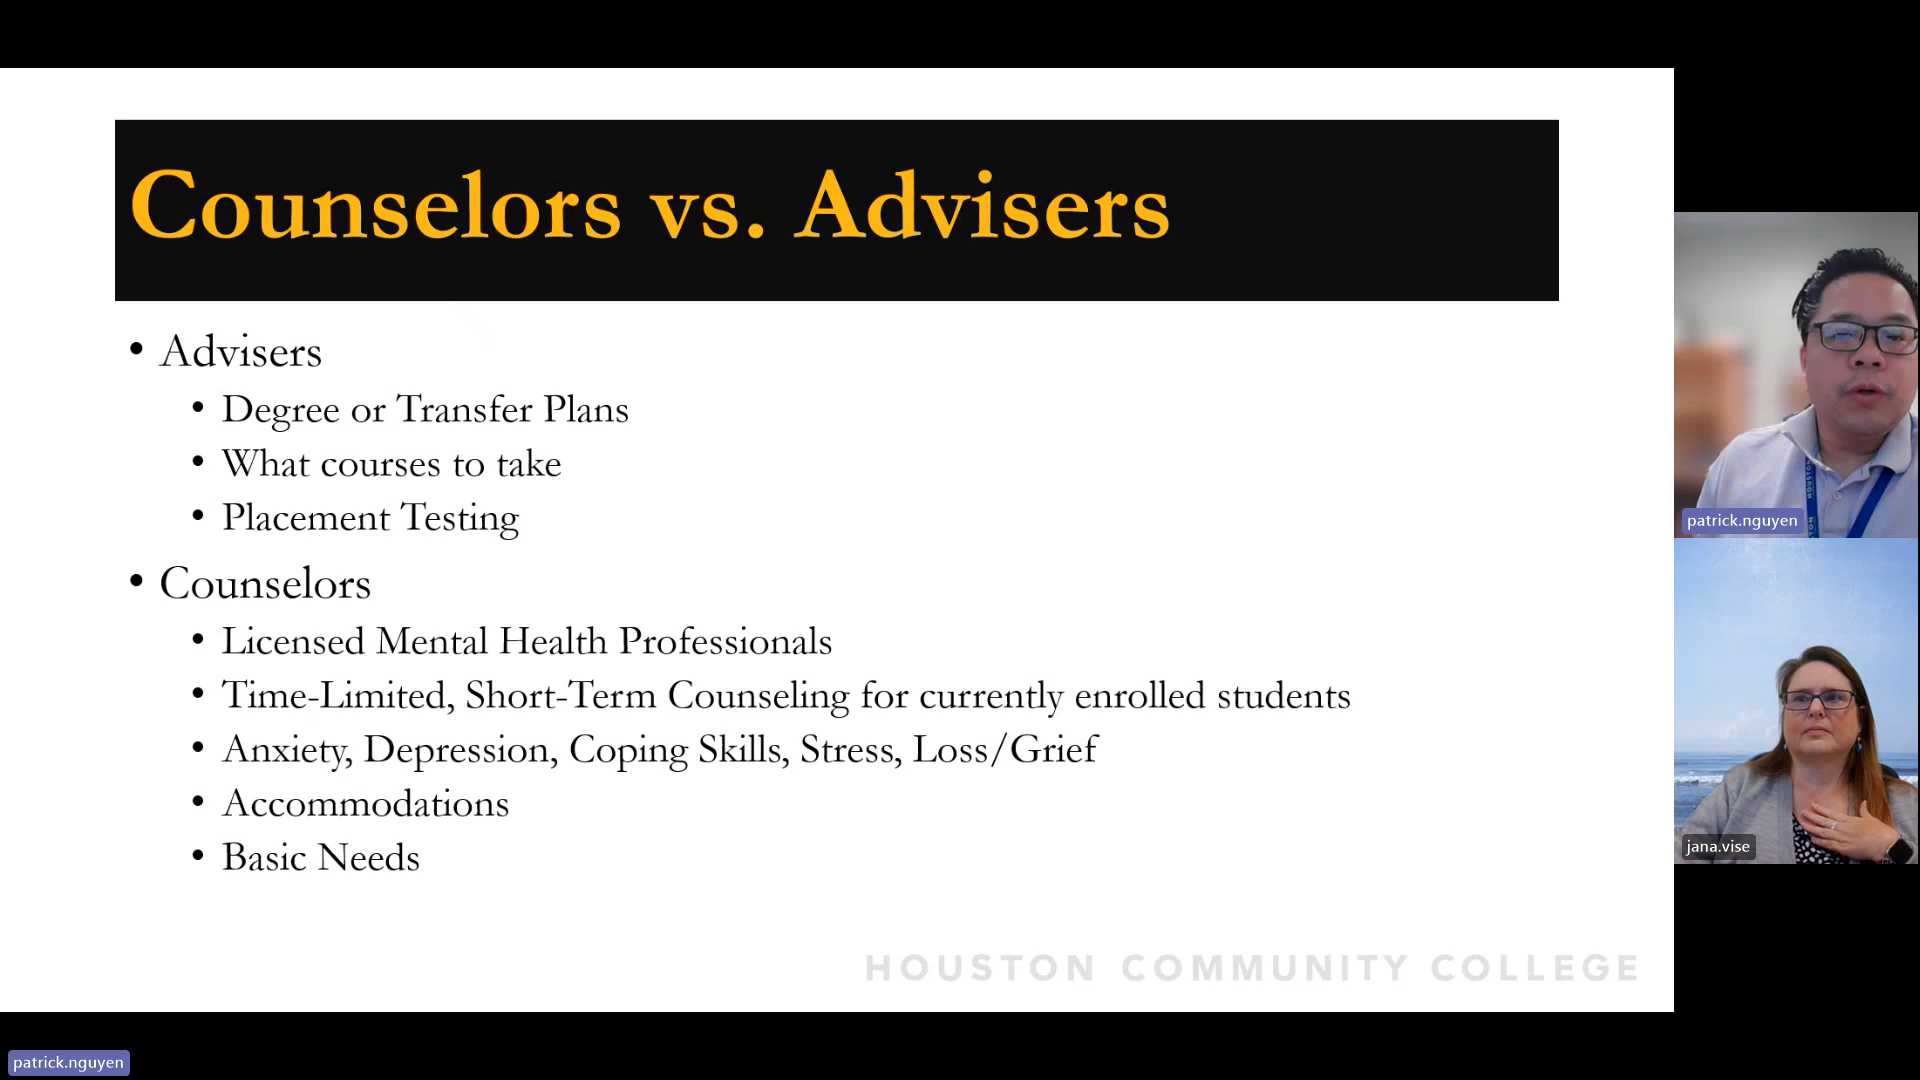 Counselors vs. Advisers
• Advisers
• Degree or Transfer Plans
• What courses to take
• Placement Testing
• Counselors
• Licensed Mental Health Professionals
• Time-Limited, Short-Term Counseling for currently enrolled students
• Anxiety, Depression, Coping Skills, Stress, Loss/Grief
• Accommodations
• Basic Needs
HOUSTON COMMUNITY COLLEGE
patrick.nguyen
jana.vise
patrick.nguyen